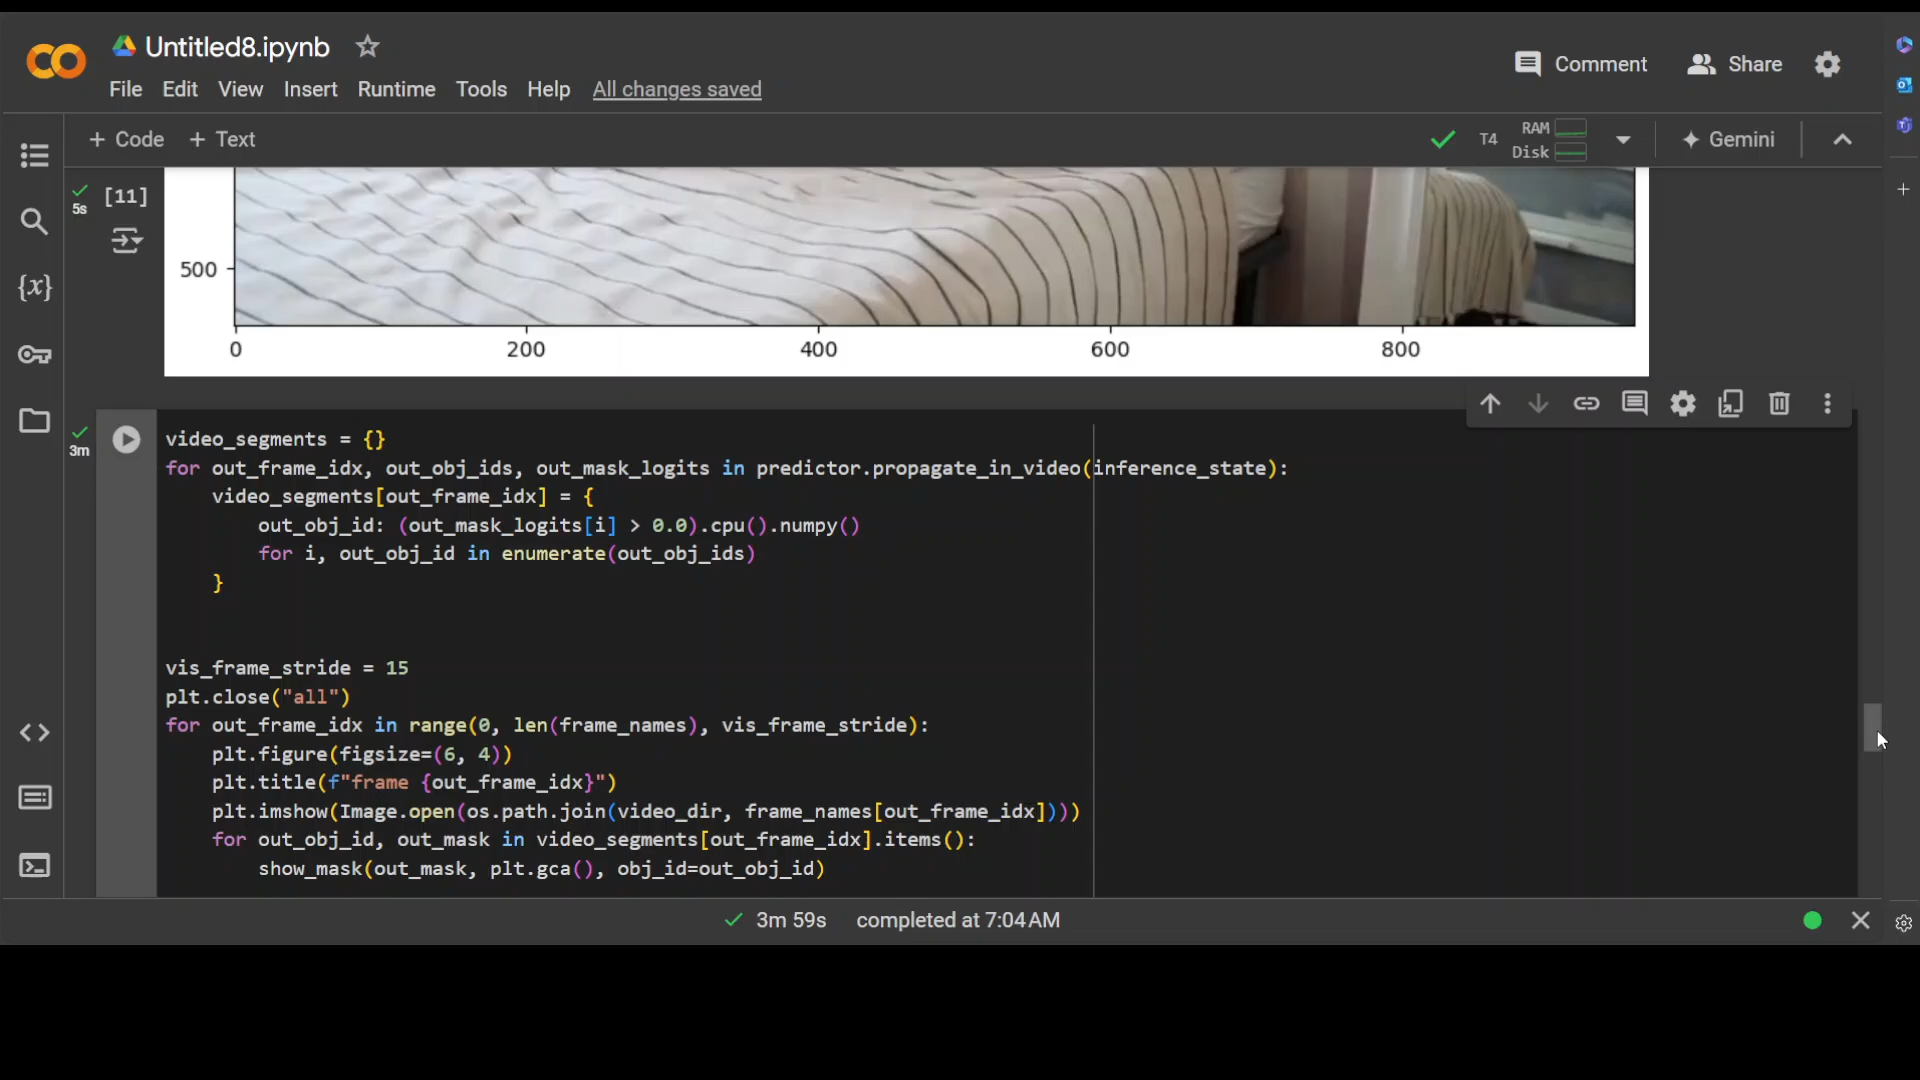 Untitled8.ipynb
File Edit View Insert Runtime Tools Help All changes saved
Comment
Share
+ Code + Text
T4
RAM
Disk
Gemini
5s
[11]
500
0 200 400 600 800
3m
video_segments = {}
for out_frame_idx, out_obj_ids, out_mask_logits in predictor.propagate_in_video(inference_state):
    video_segments[out_frame_idx] = {
        out_obj_id: (out_mask_logits[i] > 0.0).cpu().numpy()
        for i, out_obj_id in enumerate(out_obj_ids)
    }
vis_frame_stride = 15
plt.close("all")
for out_frame_idx in range(0, len(frame_names), vis_frame_stride):
    plt.figure(figsize=(6, 4))
    plt.title(f"frame {out_frame_idx}")
    plt.imshow(Image.open(os.path.join(video_dir, frame_names[out_frame_idx])))
    for out_obj_id, out_mask in video_segments[out_frame_idx].items():
        show_mask(out_mask, plt.gca(), obj_id=out_obj_id)
3m 59s completed at 7:04 AM